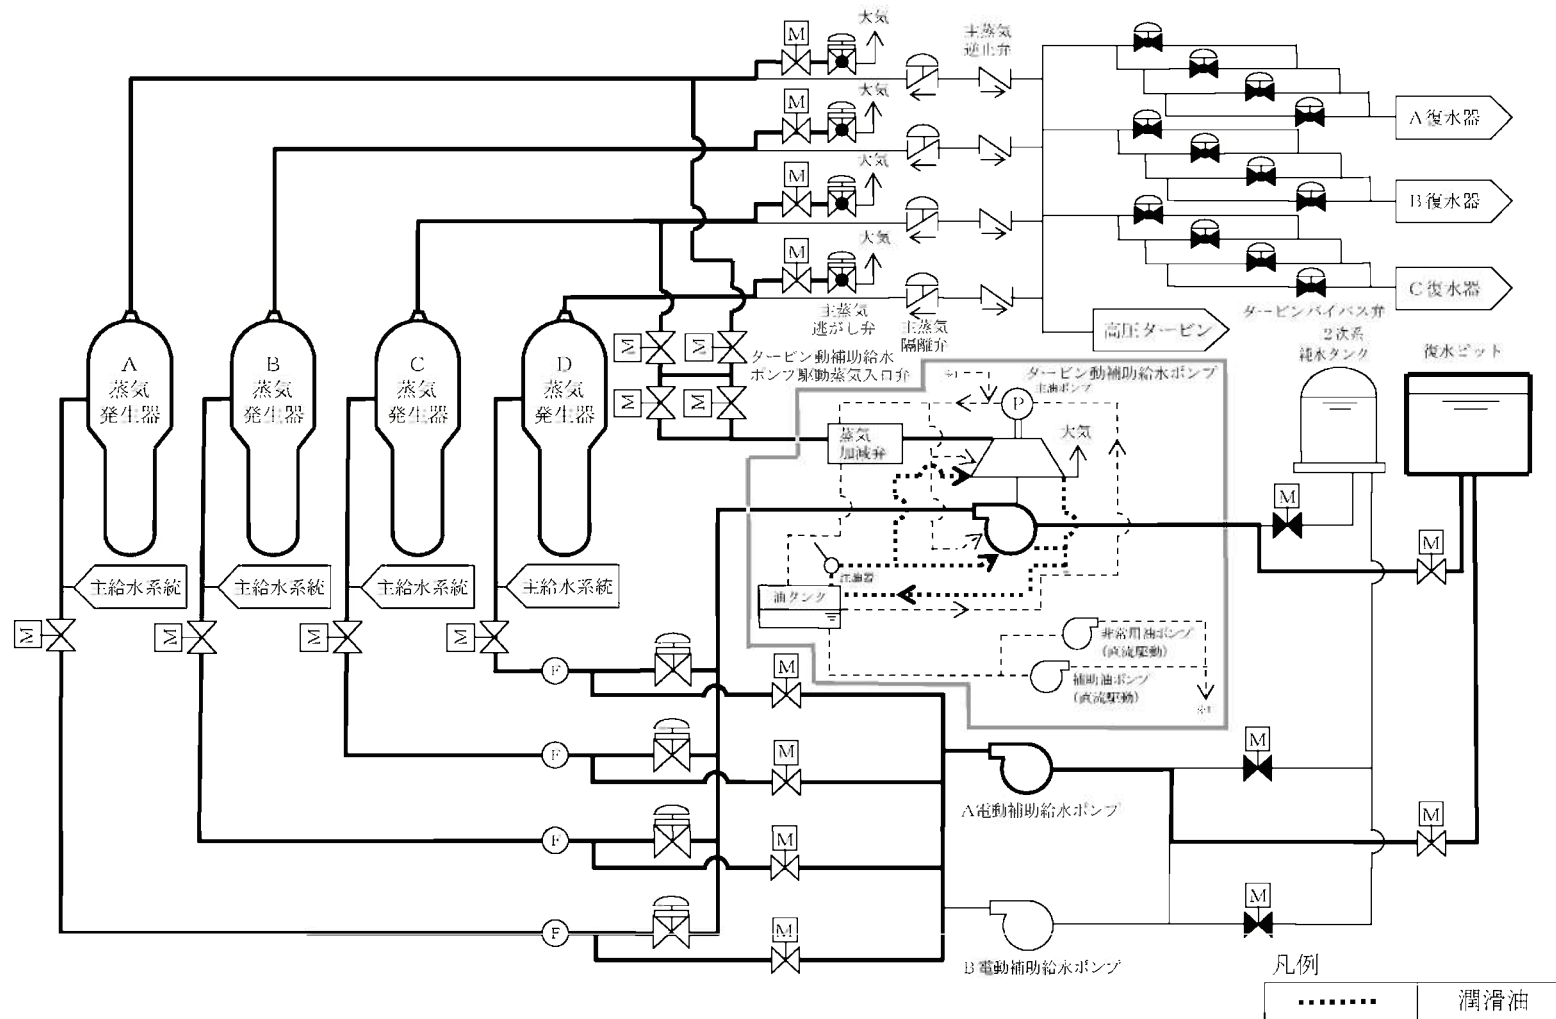 大気
M
主蒸気
逆止弁
大気
M
A復水器
大気
M
B復水器
大気
M
C復水器
主蒸気
逃がし弁
主蒸気
隔離弁
高圧タービン
タービンバイパス弁
2次系
純水タンク
復水ピット
A
蒸気
発生器
B
蒸気
発生器
C
蒸気
発生器
D
蒸気
発生器
M
M
タービン動補助給水
ポンプ駆動蒸気入口弁
M
M
※1
タービン動補助給水ポンプ
主油ポンプ
P
大気
蒸気
加減弁
M
M
注油器
油タンク
主給水系統
主給水系統
主給水系統
主給水系統
M
M
M
M
非常用油ポンプ
(直流駆動)
補助油ポンプ
(直流駆動)
※1
F
M
F
M
M
A電動補助給水ポンプ
F
M
M
F
M
M
B電動補助給水ポンプ
凡例
潤滑油